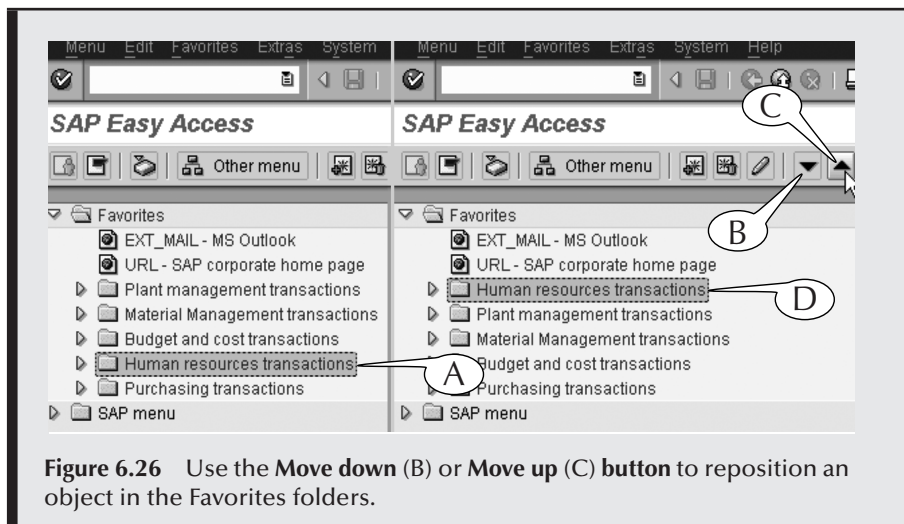 Menu Edit Favorites Extras System
SAP Easy Access
Other menu
Favorites
EXT_MAIL - MS Outlook
URL - SAP corporate home page
Plant management transactions
Material Management transactions
Budget and cost transactions
Human resources transactions
A
Purchasing transactions
SAP menu
Menu Edit Favorites Extras System Help
C
SAP Easy Access
Other menu
B
Favorites
EXT_MAIL - MS Outlook
URL - SAP corporate home page
Human resources transactions
D
Plant management transactions
Material Management transactions
Budget and cost transactions
Purchasing transactions
SAP menu
Figure 6.26 Use the Move down (B) or Move up (C) button to reposition an
object in the Favorites folders.